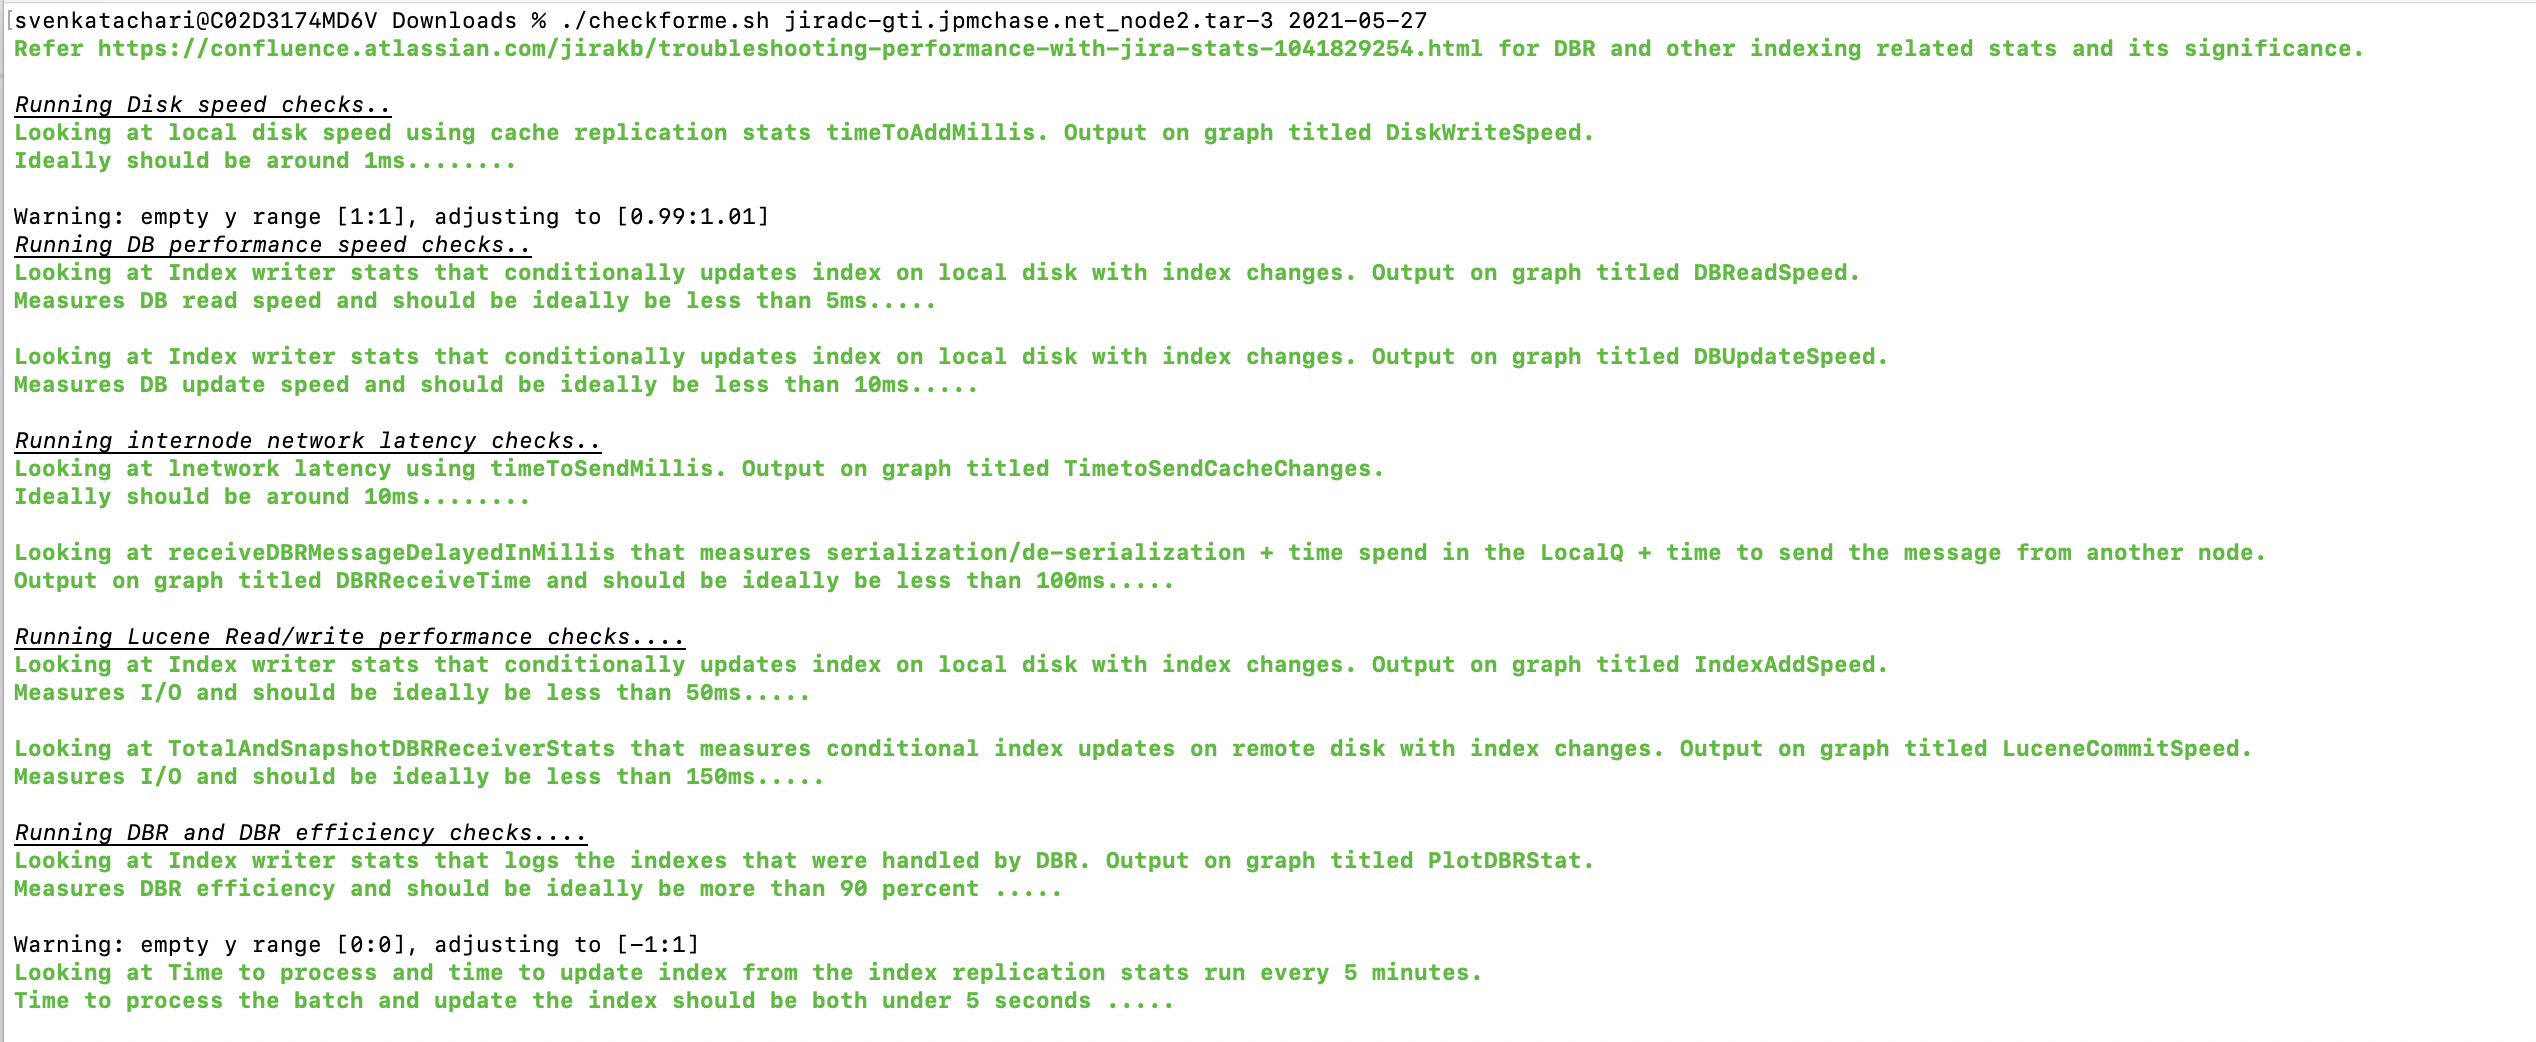 [svenkatachari@C02D3174MD6V Downloads % ./checkforme.sh jiradc-gti.jpmchase.net_node2.tar-3 2021-05-27
Refer https://confluence.atlassian.com/jirakb/troubleshooting-performance-with-jira-stats-1041829254.html for DBR and other indexing related stats and its significance.
Running Disk speed checks..
Looking at local disk speed using cache replication stats timeToAddMillis. Output on graph titled DiskWriteSpeed.
Ideally should be around 1ms........
Warning: empty y range [1:1], adjusting to [0.99:1.01]
Running DB performance speed checks..
Looking at Index writer stats that conditionally updates index on local disk with index changes. Output on graph titled DBReadSpeed.
Measures DB read speed and should be ideally be less than 5ms.....
Looking at Index writer stats that conditionally updates index on local disk with index changes. Output on graph titled DBUpdateSpeed.
Measures DB update speed and should be ideally be less than 10ms.....
Running internode network latency checks..
Looking at lnetwork latency using timeToSendMillis. Output on graph titled TimetoSendCacheChanges.
Ideally should be around 10ms........
Looking at receiveDBRMessageDelayedInMillis that measures serialization/de-serialization + time spend in the LocalQ + time to send the message from another node.
Output on graph titled DBRReceiveTime and should be ideally be less than 100ms.....
Running Lucene Read/write performance checks....
Looking at Index writer stats that conditionally updates index on local disk with index changes. Output on graph titled IndexAddSpeed.
Measures I/O and should be ideally be less than 50ms.....
Looking at TotalAndSnapshotDBRReceiverStats that measures conditional index updates on remote disk with index changes. Output on graph titled LuceneCommitSpeed.
Measures I/O and should be ideally be less than 150ms.....
Running DBR and DBR efficiency checks....
Looking at Index writer stats that logs the indexes that were handled by DBR. Output on graph titled PlotDBRStat.
Measures DBR efficiency and should be ideally be more than 90 percent .....
Warning: empty y range [0:0], adjusting to [-1:1]
Looking at Time to process and time to update index from the index replication stats run every 5 minutes.
Time to process the batch and update the index should be both under 5 seconds .....